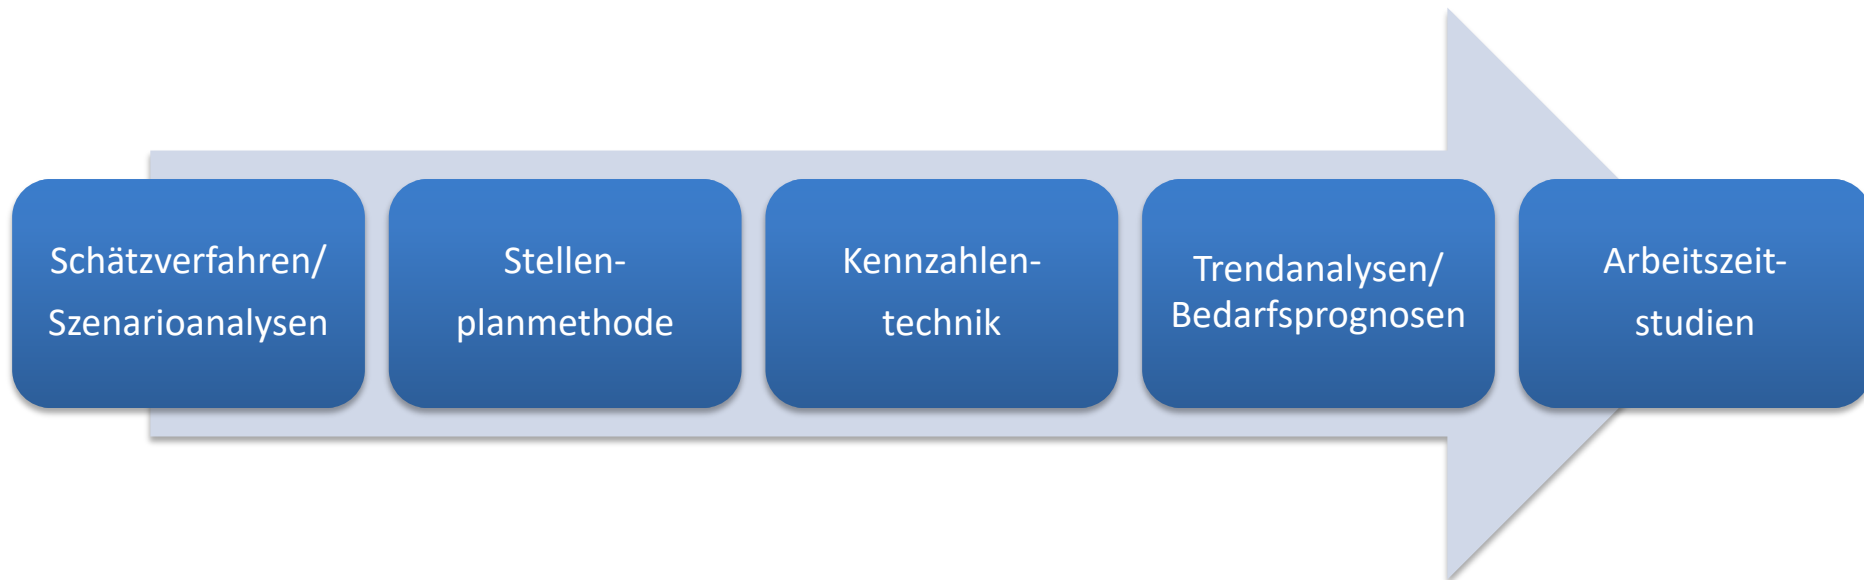 Schätzverfahren/
Szenarioanalysen
Stellen-
planmethode
Kennzahlen-
technik
Trendanalysen/
Bedarfsprognosen
Arbeitszeit-
studien